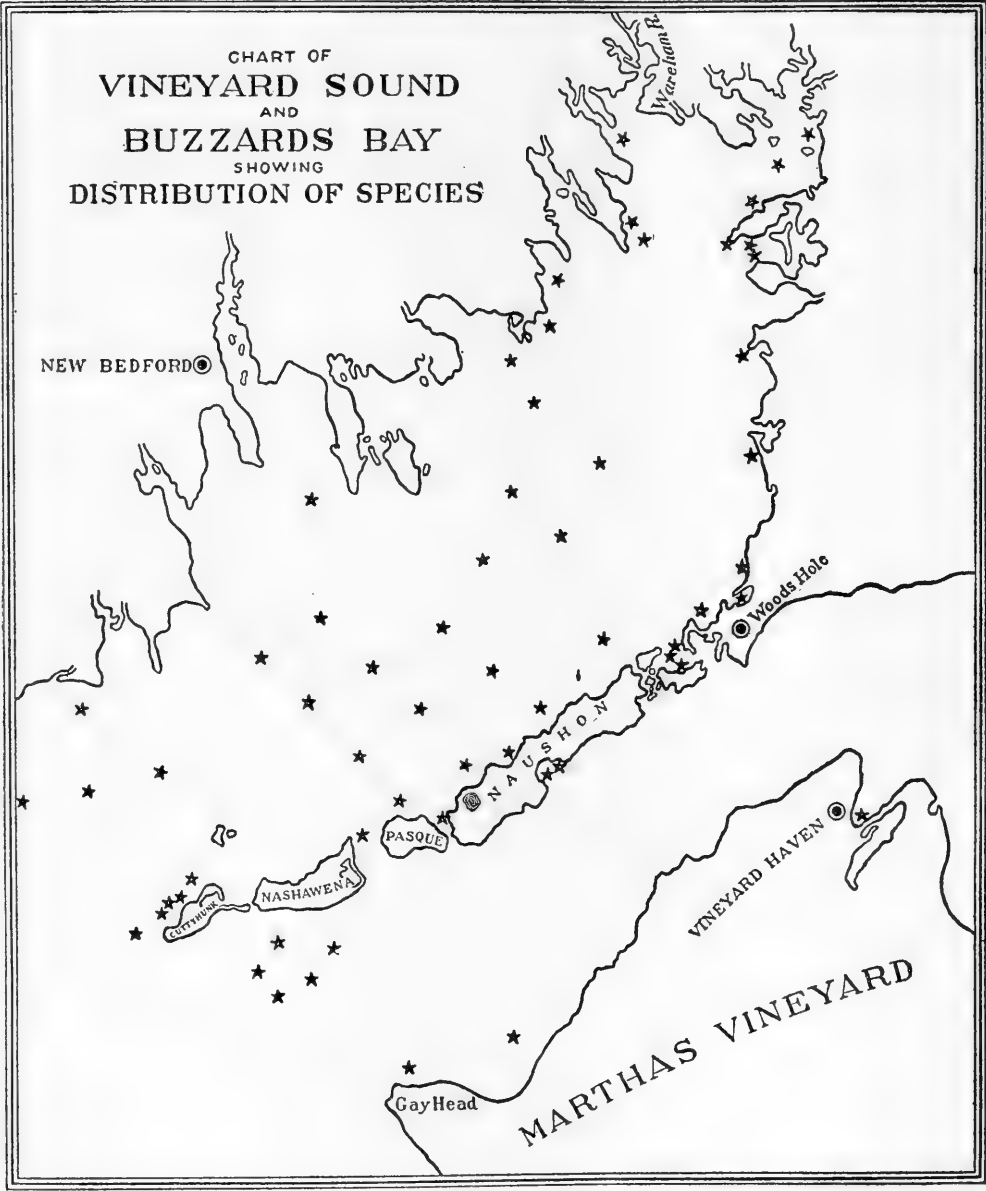 CHART OF
VINEYARD SOUND
AND
BUZZARDS BAY
SHOWING
DISTRIBUTION OF SPECIES
Wareham R.
NEW BEDFORD
Woods Hole
NAUSHON
PASQUE
NASHAWENA
CUTTYHUNK
VINEYARD HAVEN
MARTHAS VINEYARD
Gay Head